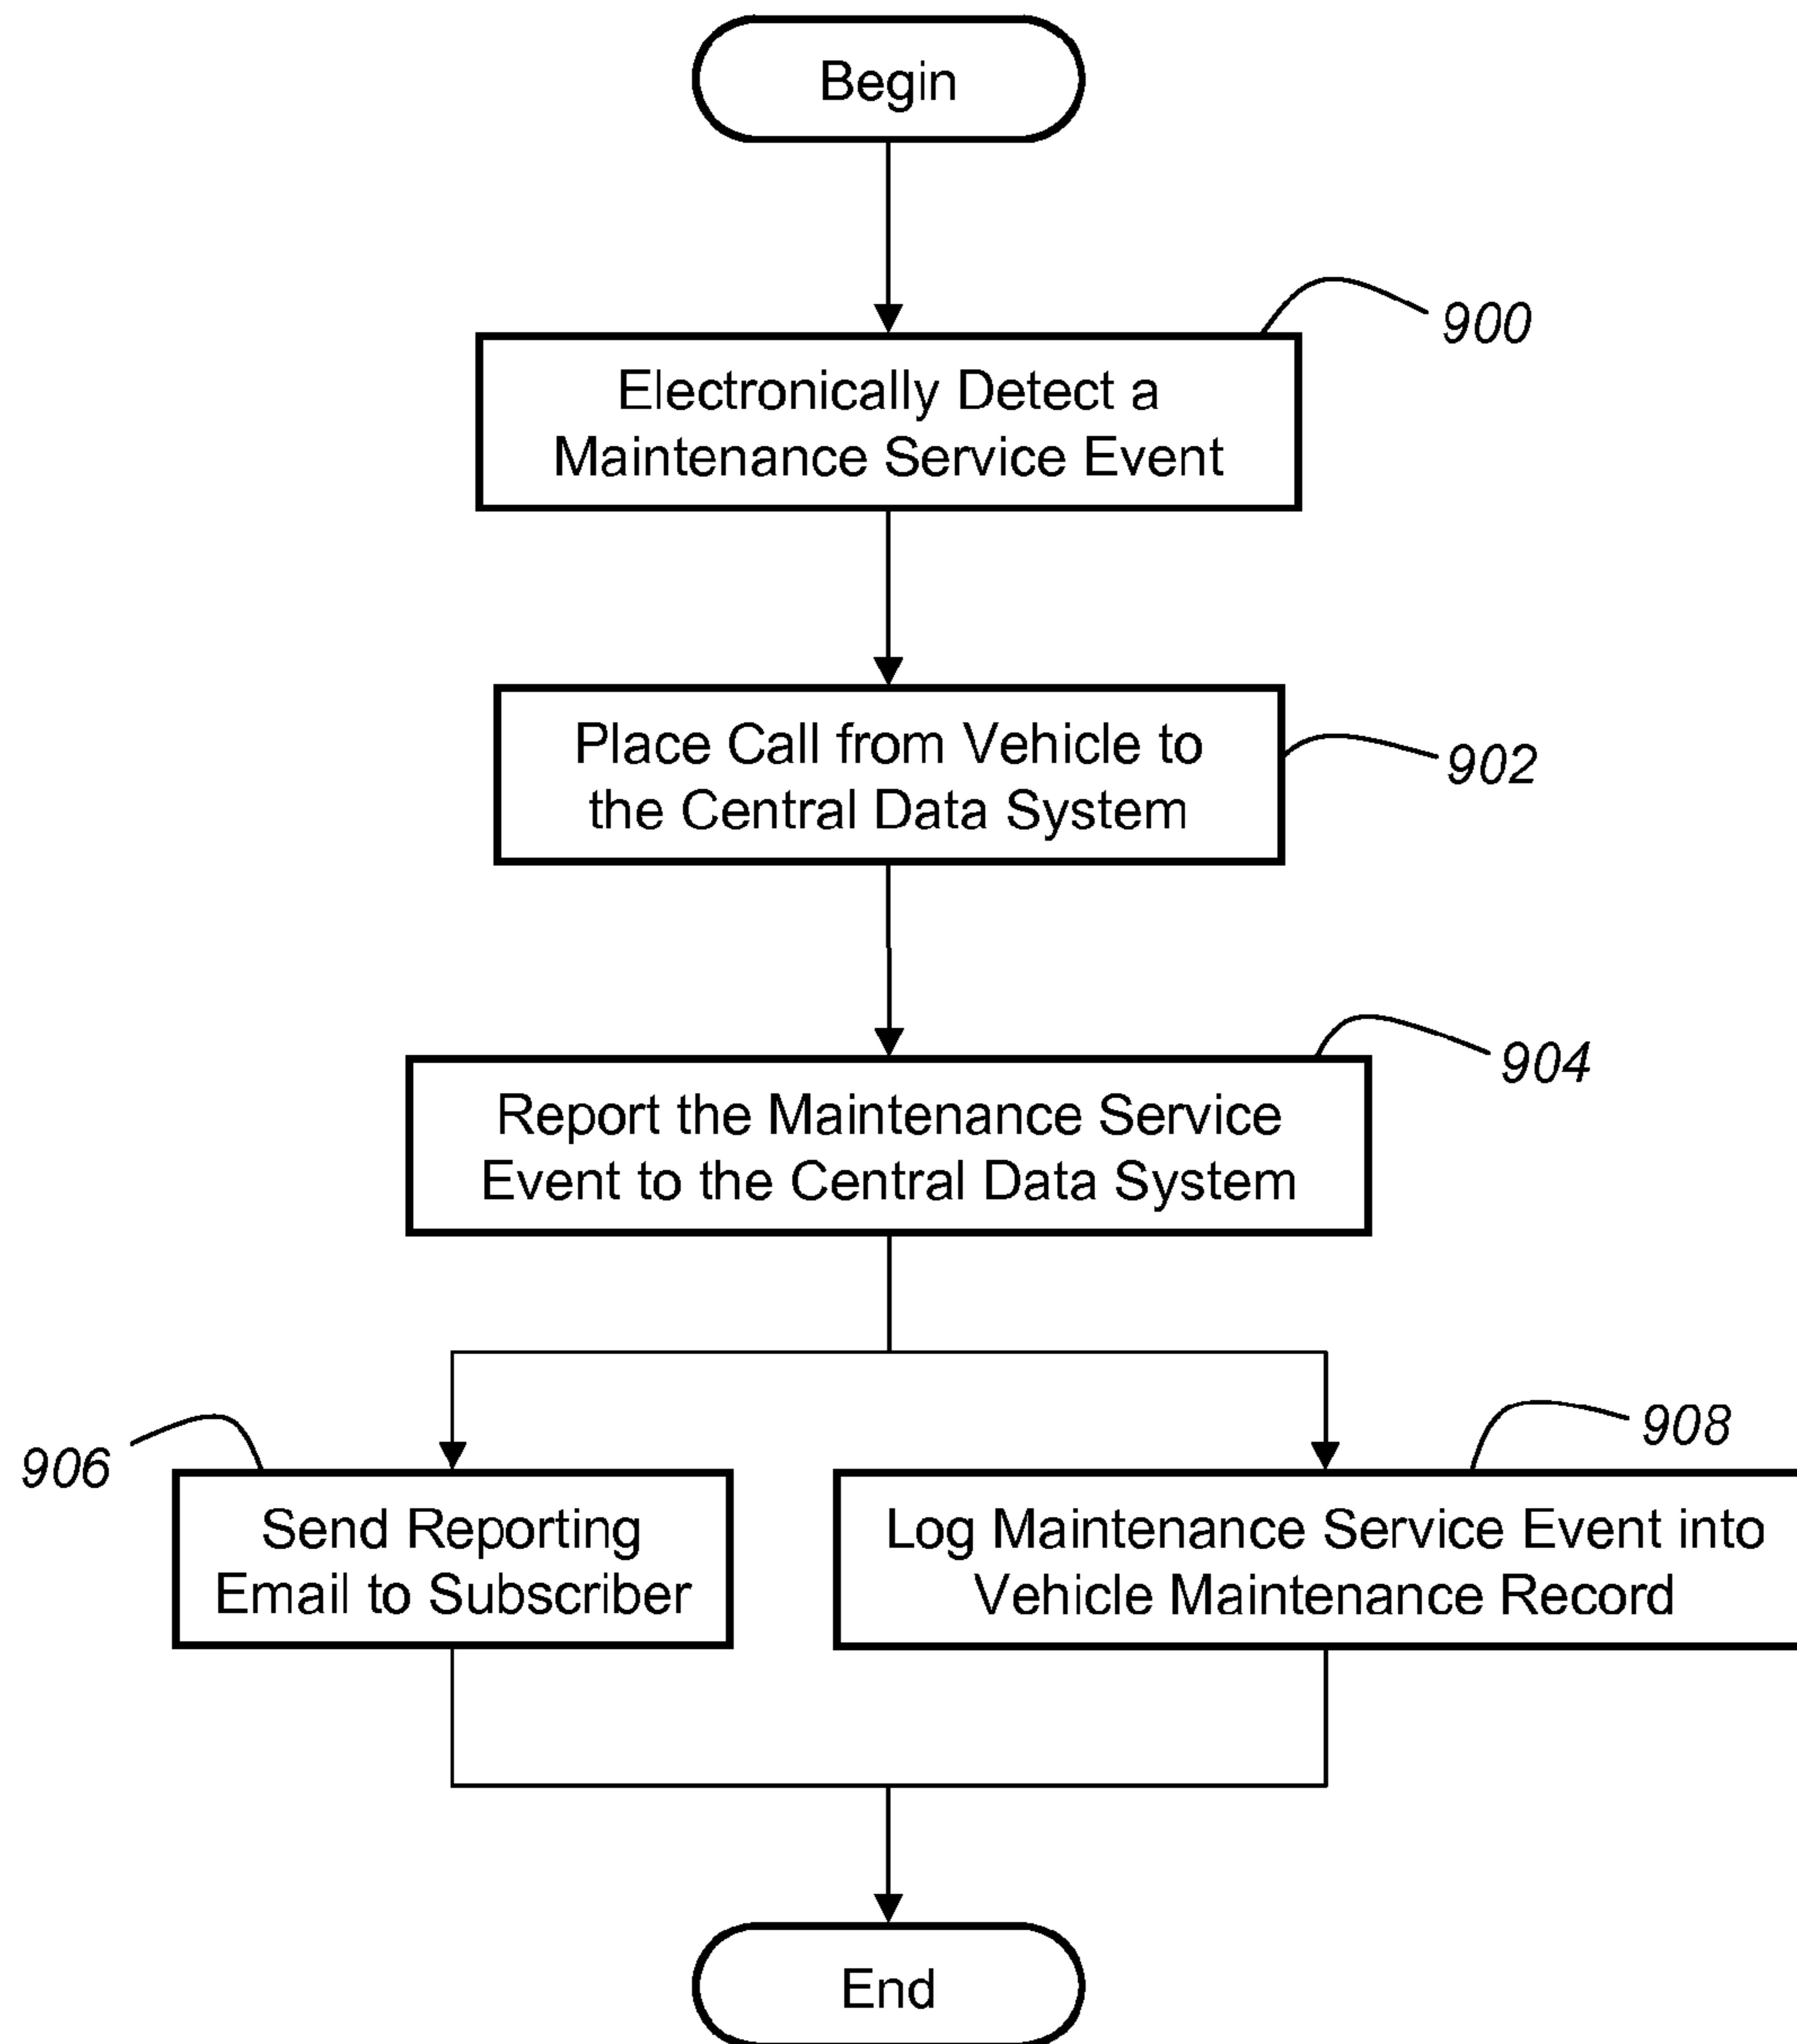 Begin
900
Electronically Detect a
Maintenance Service Event
Place Call from Vehicle to
the Central Data System
902
904
Report the Maintenance Service
Event to the Central Data System
906
908
Send Reporting
Email to Subscriber
Log Maintenance Service Event into
Vehicle Maintenance Record
End